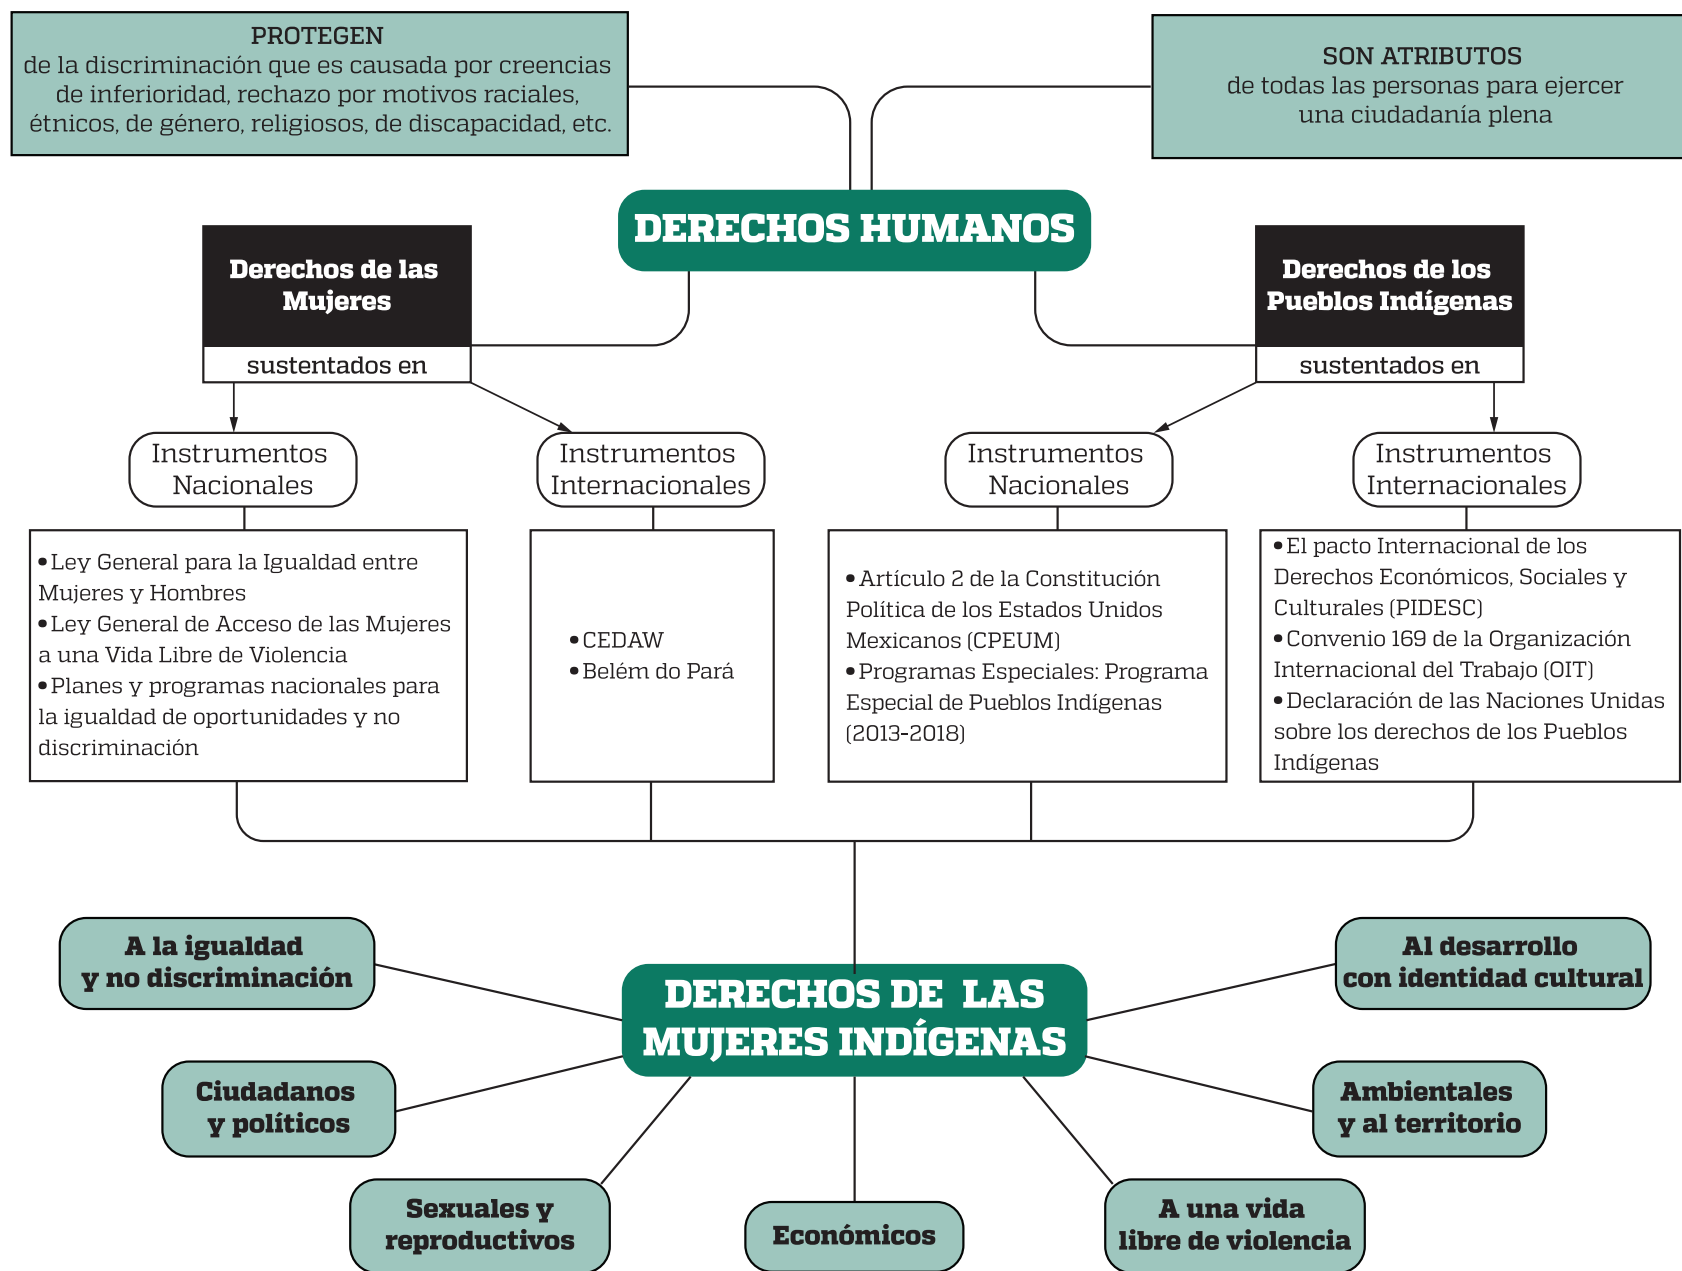 PROTEGEN
de la discriminación que es causada por creencias
de inferioridad, rechazo por motivos raciales,
étnicos, de género, religiosos, de discapacidad, etc.
SON ATRIBUTOS
de todas las personas para ejercer
una ciudadanía plena
DERECHOS HUMANOS
Derechos de las
Mujeres
sustentados en
Derechos de los
Pueblos Indígenas
sustentados en
Instrumentos
Nacionales
Instrumentos
Internacionales
Instrumentos
Nacionales
Instrumentos
Internacionales
• Ley General para la Igualdad entre
Mujeres y Hombres
• Ley General de Acceso de las Mujeres
a una Vida Libre de Violencia
• Planes y programas nacionales para
la igualdad de oportunidades y no
discriminación
• CEDAW
• Belém do Pará
• Artículo 2 de la Constitución
Política de los Estados Unidos
Mexicanos (CPEUM)
• Programas Especiales: Programa
Especial de Pueblos Indígenas
(2013-2018)
• El pacto Internacional de los
Derechos Económicos, Sociales y
Culturales (PIDESC)
• Convenio 169 de la Organización
Internacional del Trabajo (OIT)
• Declaración de las Naciones Unidas
sobre los derechos de los Pueblos
Indígenas
DERECHOS DE LAS
MUJERES INDÍGENAS
A la igualdad
y no discriminación
Ciudadanos
y políticos
Sexuales y
reproductivos
Económicos
A una vida
libre de violencia
Ambientales
y al territorio
Al desarrollo
con identidad cultural